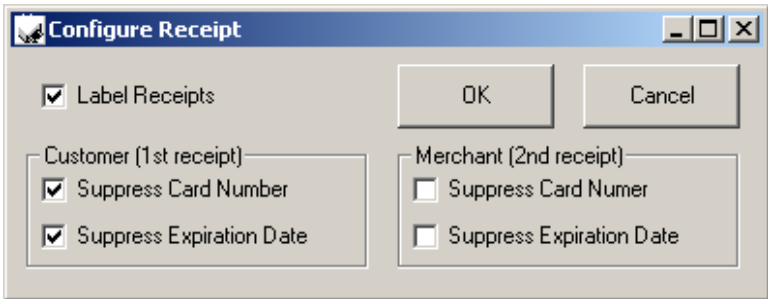 Configure Receipt
Label Receipts
OK
Cancel
Customer (1st receipt)
Suppress Card Number
Suppress Expiration Date
Merchant (2nd receipt)
Suppress Card Numer
Suppress Expiration Date